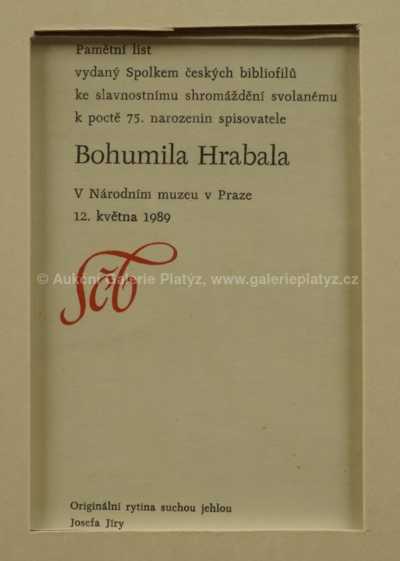 Pamětní list
vydaný Spolkem českých bibliofilů
ke slavnostnímu shromáždění svolanému
k poctě 75. narozenin spisovatele
Bohumila Hrabala
V Národním muzeu v Praze
12. května 1989
Sčb
© Aukční Galerie Platýz, www.galerieplatyz.cz
Originální rytina suchou jehlou
Josefa Jíry